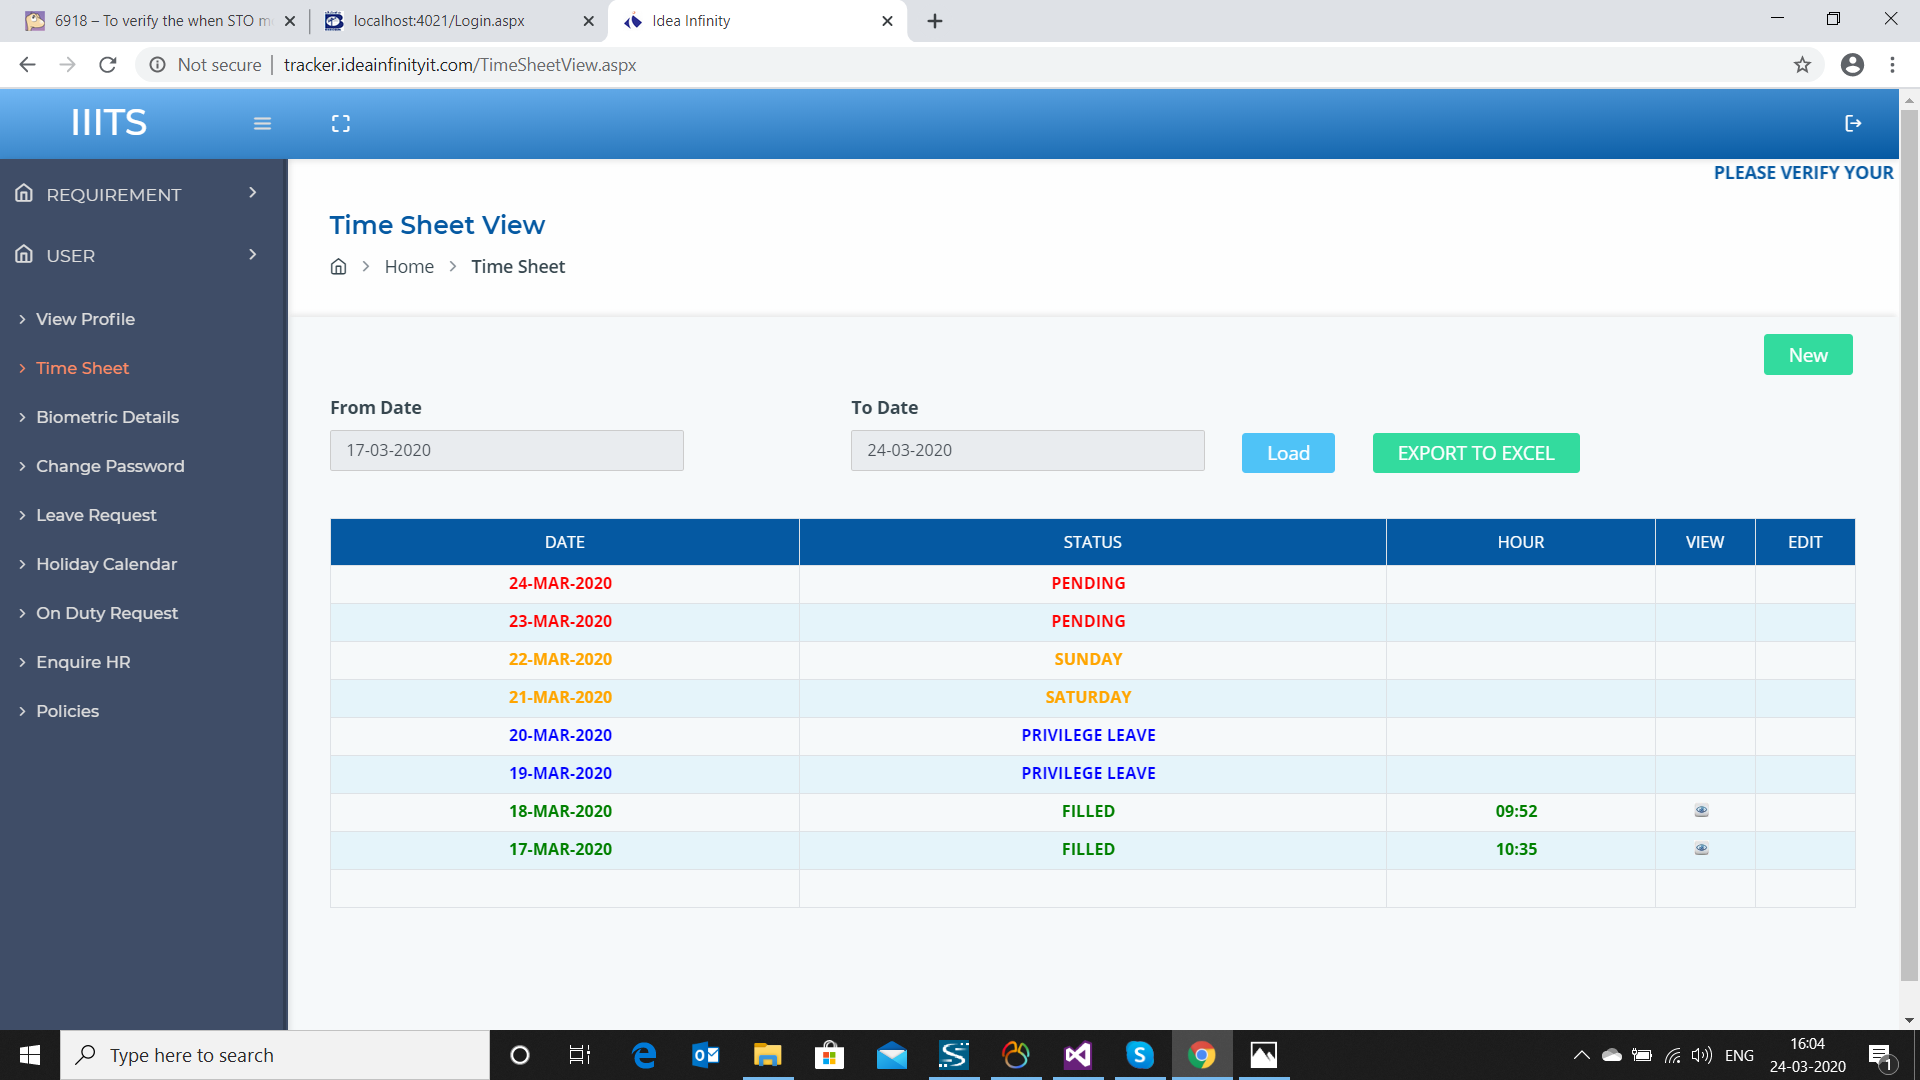 6918 – To verify the when STO m
localhost:4021/Login.aspx
Idea Infinity
Not secure
tracker.ideainfinityit.com/TimeSheetView.aspx
IIITS
PLEASE VERIFY YOUR
REQUIREMENT
USER
View Profile
Time Sheet
Biometric Details
Change Password
Leave Request
Holiday Calendar
On Duty Request
Enquire HR
Policies
Time Sheet View
Home > Time Sheet
New
From Date
To Date
17-03-2020
24-03-2020
Load
EXPORT TO EXCEL
DATE STATUS HOUR VIEW EDIT
24-MAR-2020 PENDING
23-MAR-2020 PENDING
22-MAR-2020 SUNDAY
21-MAR-2020 SATURDAY
20-MAR-2020 PRIVILEGE LEAVE
19-MAR-2020 PRIVILEGE LEAVE
18-MAR-2020 FILLED 09:52
17-MAR-2020 FILLED 10:35
Type here to search
ENG
16:04
24-03-2020
1